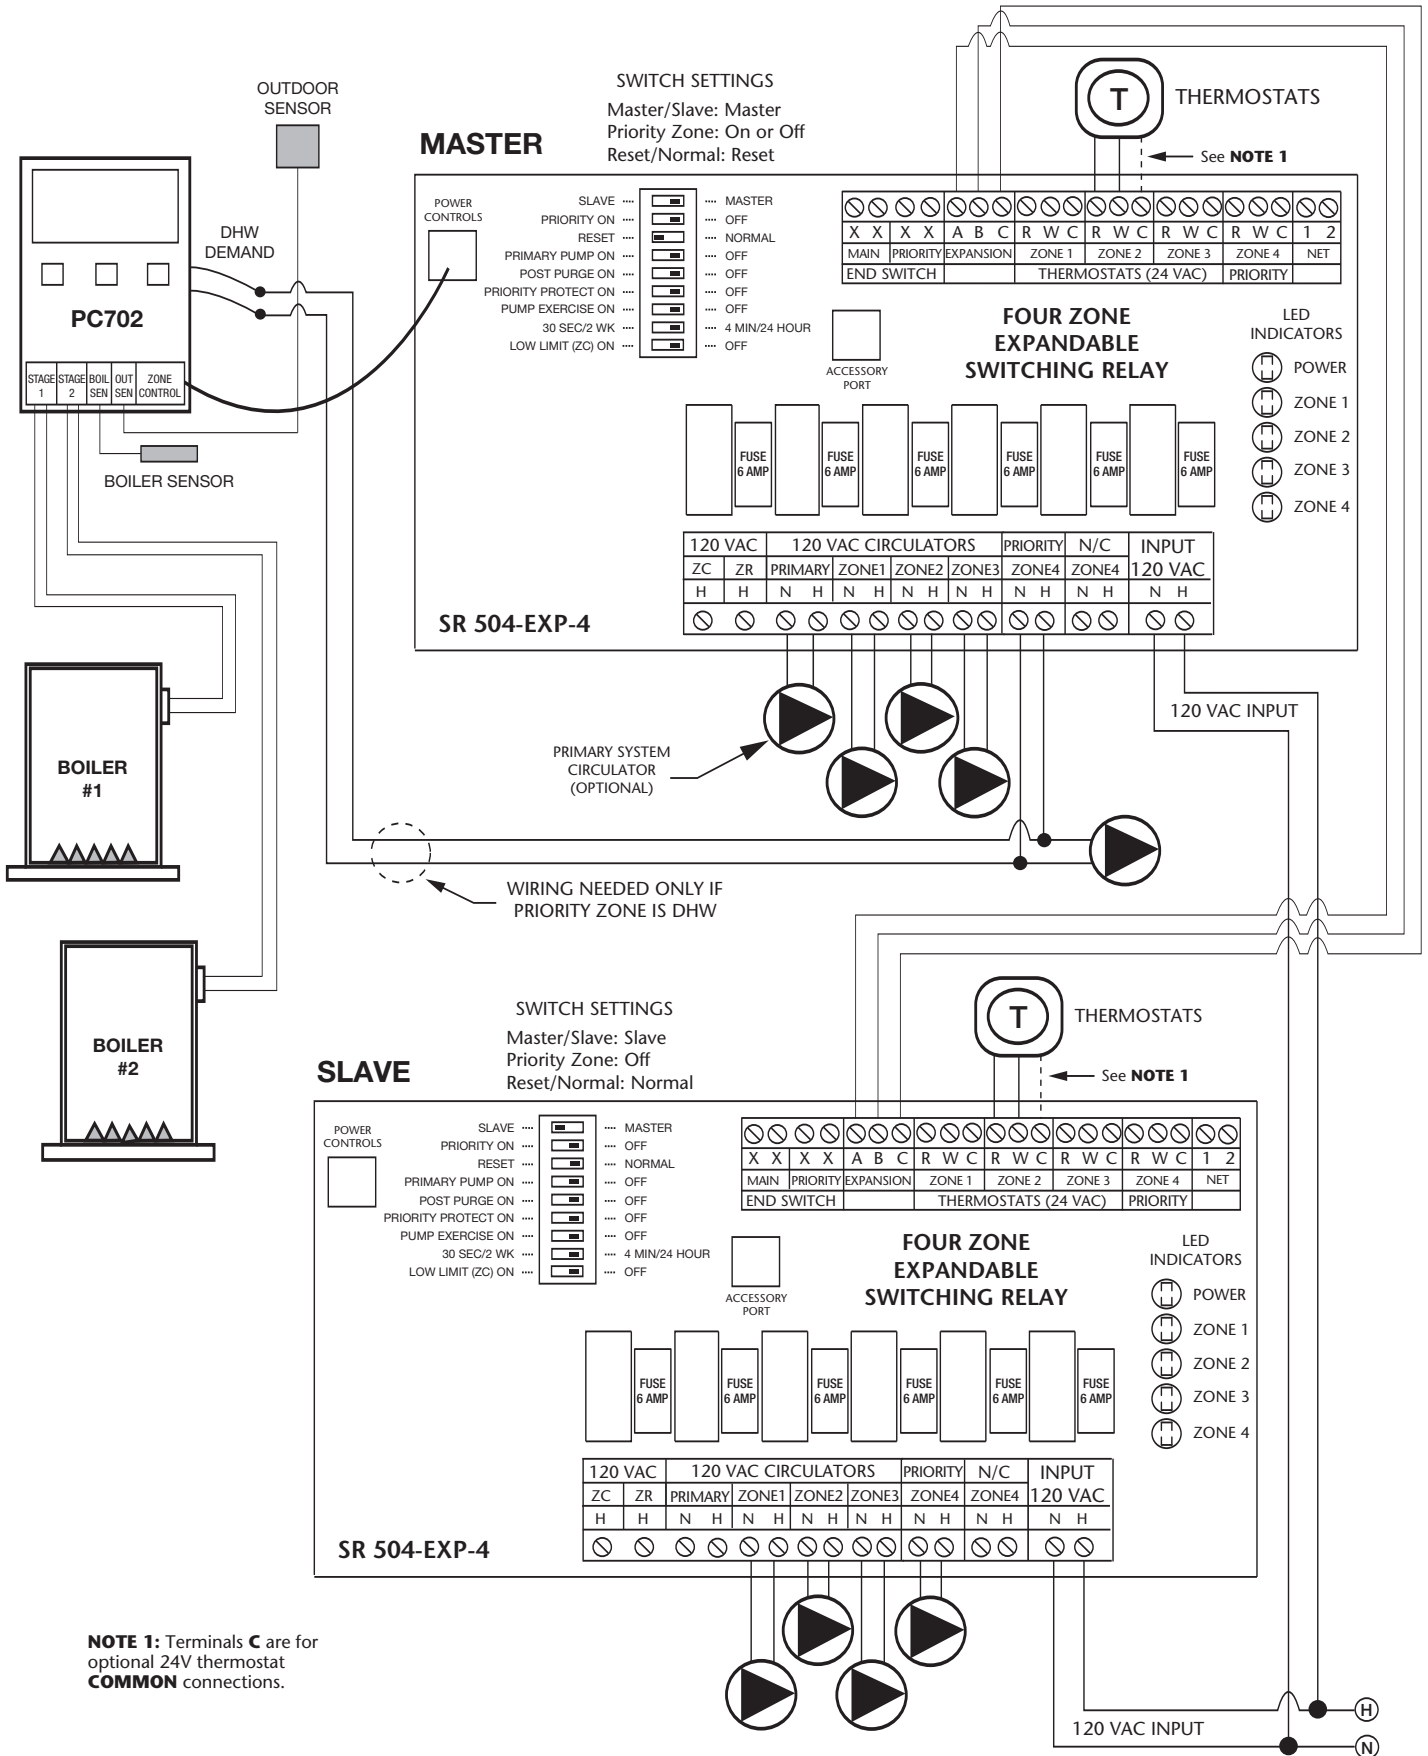 OUTDOOR
SENSOR
SWITCH SETTINGS
Master/Slave: Master
Priority Zone: On or Off
Reset/Normal: Reset
T
THERMOSTATS
See NOTE 1
MASTER
DHW
DEMAND
PC702
STAGE 1
STAGE 2
BOIL SEN
OUT SEN
ZONE CONTROL
BOILER SENSOR
POWER
CONTROLS
SLAVE .... .... MASTER
PRIORITY ON .... .... OFF
RESET .... .... NORMAL
PRIMARY PUMP ON .... .... OFF
POST PURGE ON .... .... OFF
PRIORITY PROTECT ON .... .... OFF
PUMP EXERCISE ON .... .... OFF
30 SEC/2 WK .... .... 4 MIN/24 HOUR
LOW LIMIT (ZC) ON .... .... OFF
X X X X A B C R W C R W C R W C R W C 1 2
MAIN PRIORITY EXPANSION ZONE 1 ZONE 2 ZONE 3 ZONE 4 NET
END SWITCH THERMOSTATS (24 VAC) PRIORITY
ACCESSORY
PORT
FOUR ZONE
EXPANDABLE
SWITCHING RELAY
LED
INDICATORS
POWER
ZONE 1
ZONE 2
ZONE 3
ZONE 4
FUSE 6 AMP
FUSE 6 AMP
FUSE 6 AMP
FUSE 6 AMP
FUSE 6 AMP
FUSE 6 AMP
120 VAC 120 VAC CIRCULATORS PRIORITY N/C INPUT
ZC ZR PRIMARY ZONE1 ZONE2 ZONE3 ZONE4 ZONE4 120 VAC
H H N H N H N H N H N H N H N H
SR 504-EXP-4
120 VAC INPUT
PRIMARY SYSTEM
CIRCULATOR
(OPTIONAL)
BOILER
#1
WIRING NEEDED ONLY IF
PRIORITY ZONE IS DHW
BOILER
#2
SWITCH SETTINGS
Master/Slave: Slave
Priority Zone: Off
Reset/Normal: Normal
T
THERMOSTATS
See NOTE 1
SLAVE
POWER
CONTROLS
SLAVE .... .... MASTER
PRIORITY ON .... .... OFF
RESET .... .... NORMAL
PRIMARY PUMP ON .... .... OFF
POST PURGE ON .... .... OFF
PRIORITY PROTECT ON .... .... OFF
PUMP EXERCISE ON .... .... OFF
30 SEC/2 WK .... .... 4 MIN/24 HOUR
LOW LIMIT (ZC) ON .... .... OFF
X X X X A B C R W C R W C R W C R W C 1 2
MAIN PRIORITY EXPANSION ZONE 1 ZONE 2 ZONE 3 ZONE 4 NET
END SWITCH THERMOSTATS (24 VAC) PRIORITY
ACCESSORY
PORT
FOUR ZONE
EXPANDABLE
SWITCHING RELAY
LED
INDICATORS
POWER
ZONE 1
ZONE 2
ZONE 3
ZONE 4
FUSE 6 AMP
FUSE 6 AMP
FUSE 6 AMP
FUSE 6 AMP
FUSE 6 AMP
FUSE 6 AMP
120 VAC 120 VAC CIRCULATORS PRIORITY N/C INPUT
ZC ZR PRIMARY ZONE1 ZONE2 ZONE3 ZONE4 ZONE4 120 VAC
H H N H N H N H N H N H N H N H
SR 504-EXP-4
NOTE 1: Terminals C are for
optional 24V thermostat
COMMON connections.
120 VAC INPUT
H
N